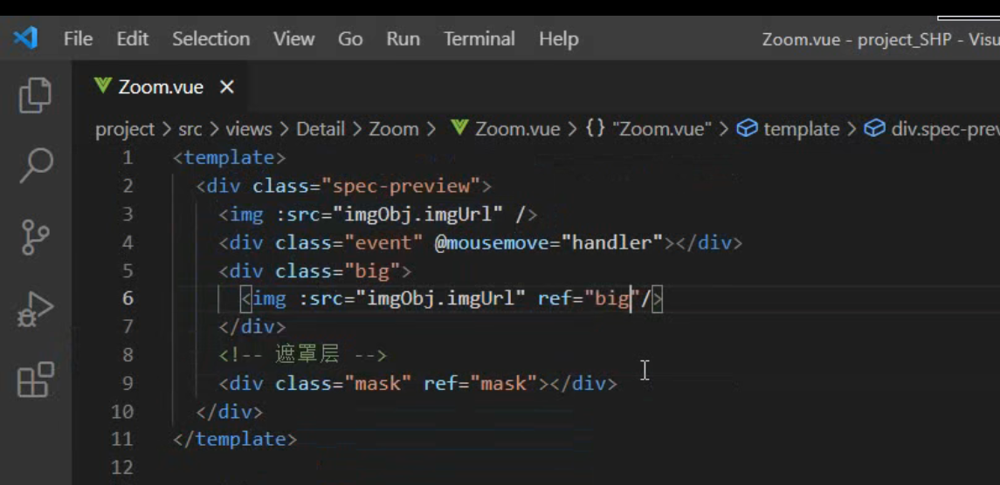 File Edit Selection View Go Run Terminal Help Zoom.vue - project_SHP - Visu
Zoom.vue ×
project > src > views > Detail > Zoom > Zoom.vue > {} "Zoom.vue" > template > div.spec-prev
1 <template>
2 <div class="spec-preview">
3 <img :src="imgObj.imgUrl" />
4 <div class="event" @mousemove="handler"></div>
5 <div class="big">
6 <img :src="imgObj.imgUrl" ref="big"/>
7 </div>
8 <!-- 遮罩层 -->
9 <div class="mask" ref="mask"></div>
10 </div>
11 </template>
12